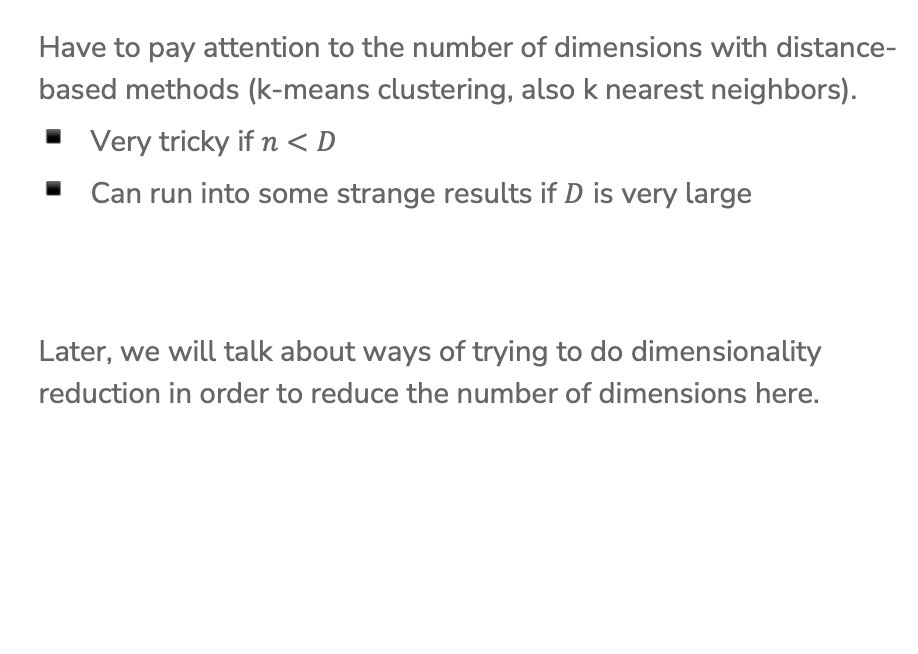 Have to pay attention to the number of dimensions with distance-
based methods (k-means clustering, also k nearest neighbors).
▪ Very tricky if n < D
▪ Can run into some strange results if D is very large
Later, we will talk about ways of trying to do dimensionality
reduction in order to reduce the number of dimensions here.